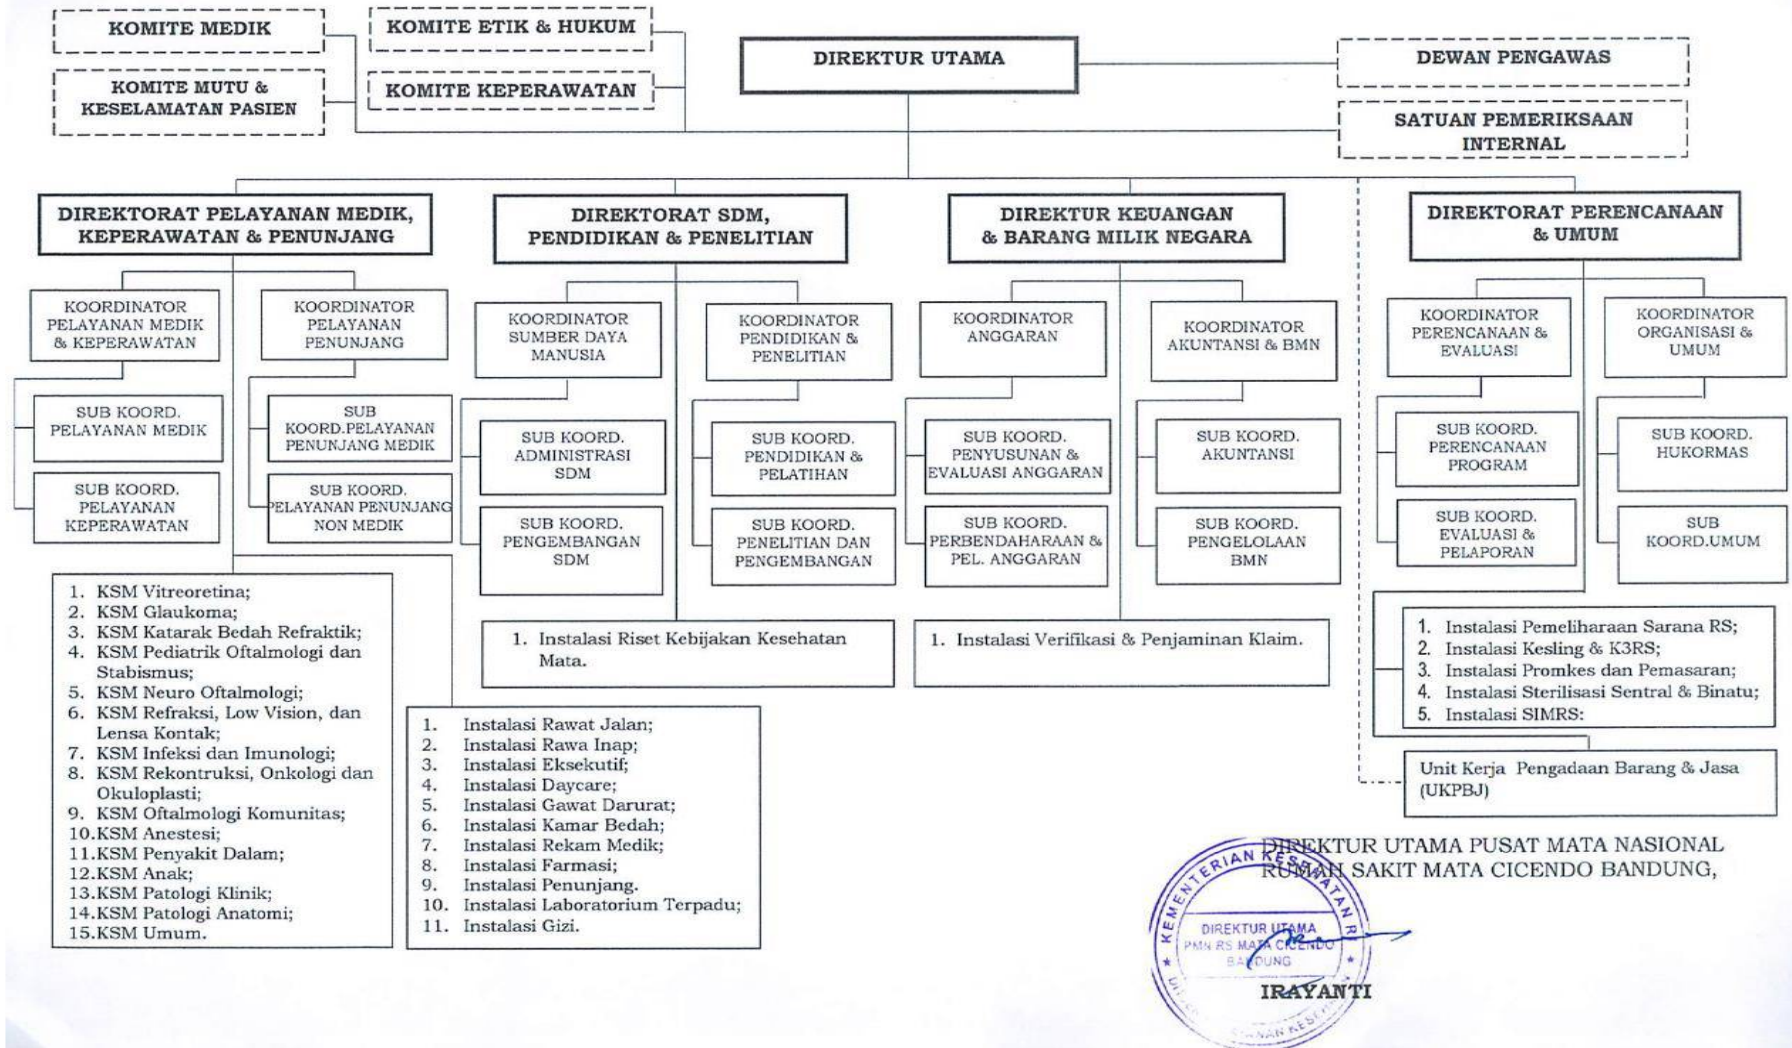 KOMITE MEDIK
KOMITE ETIK & HUKUM
KOMITE MUTU &
KESELAMATAN PASIEN
KOMITE KEPERAWATAN
DIREKTUR UTAMA
DEWAN PENGAWAS
SATUAN PEMERIKSAAN
INTERNAL
DIREKTORAT PELAYANAN MEDIK,
KEPERAWATAN & PENUNJANG
DIREKTORAT SDM,
PENDIDIKAN & PENELITIAN
DIREKTUR KEUANGAN
& BARANG MILIK NEGARA
DIREKTORAT PERENCANAAN
& UMUM
KOORDINATOR
PELAYANAN MEDIK
& KEPERAWATAN
KOORDINATOR
PELAYANAN
PENUNJANG
KOORDINATOR
SUMBER DAYA
MANUSIA
KOORDINATOR
PENDIDIKAN &
PENELITIAN
KOORDINATOR
ANGGARAN
KOORDINATOR
AKUNTANSI & BMN
KOORDINATOR
PERENCANAAN &
EVALUASI
KOORDINATOR
ORGANISASI &
UMUM
SUB KOORD.
PELAYANAN MEDIK
SUB
KOORD.PELAYANAN
PENUNJANG MEDIK
SUB KOORD.
ADMINISTRASI
SDM
SUB KOORD.
PENDIDIKAN &
PELATIHAN
SUB KOORD.
PENYUSUNAN &
EVALUASI ANGGARAN
SUB KOORD.
AKUNTANSI
SUB KOORD.
PERENCANAAN
PROGRAM
SUB KOORD.
HUKORMAS
SUB KOORD.
PELAYANAN
KEPERAWATAN
SUB KOORD.
PELAYANAN PENUNJANG
NON MEDIK
SUB KOORD.
PENGEMBANGAN
SDM
SUB KOORD.
PENELITIAN DAN
PENGEMBANGAN
SUB KOORD.
PERBENDAHARAAN &
PEL. ANGGARAN
SUB KOORD.
PENGELOLAAN
BMN
SUB KOORD.
EVALUASI &
PELAPORAN
SUB
KOORD.UMUM
1. KSM Vitreoretina;
2. KSM Glaukoma;
3. KSM Katarak Bedah Refraktik;
4. KSM Pediatrik Oftalmologi dan
Stabismus;
5. KSM Neuro Oftalmologi;
6. KSM Refraksi, Low Vision, dan
Lensa Kontak;
7. KSM Infeksi dan Imunologi;
8. KSM Rekontruksi, Onkologi dan
Okuloplasti;
9. KSM Oftalmologi Komunitas;
10.KSM Anestesi;
11.KSM Penyakit Dalam;
12.KSM Anak;
13.KSM Patologi Klinik;
14.KSM Patologi Anatomi;
15.KSM Umum.
1. Instalasi Rawat Jalan;
2. Instalasi Rawa Inap;
3. Instalasi Eksekutif;
4. Instalasi Daycare;
5. Instalasi Gawat Darurat;
6. Instalasi Kamar Bedah;
7. Instalasi Rekam Medik;
8. Instalasi Farmasi;
9. Instalasi Penunjang.
10. Instalasi Laboratorium Terpadu;
11. Instalasi Gizi.
1. Instalasi Riset Kebijakan Kesehatan
Mata.
1. Instalasi Verifikasi & Penjaminan Klaim.
1. Instalasi Pemeliharaan Sarana RS;
2. Instalasi Kesling & K3RS;
3. Instalasi Promkes dan Pemasaran;
4. Instalasi Sterilisasi Sentral & Binatu;
5. Instalasi SIMRS:
Unit Kerja Pengadaan Barang & Jasa
(UKPBJ)
DIREKTUR UTAMA PUSAT MATA NASIONAL
RUMAH SAKIT MATA CICENDO BANDUNG,
KEMENTERIAN KESEHATAN RI
DIREKTUR UTAMA
PMN RS MATA CICENDO
BANDUNG
IRAYANTI